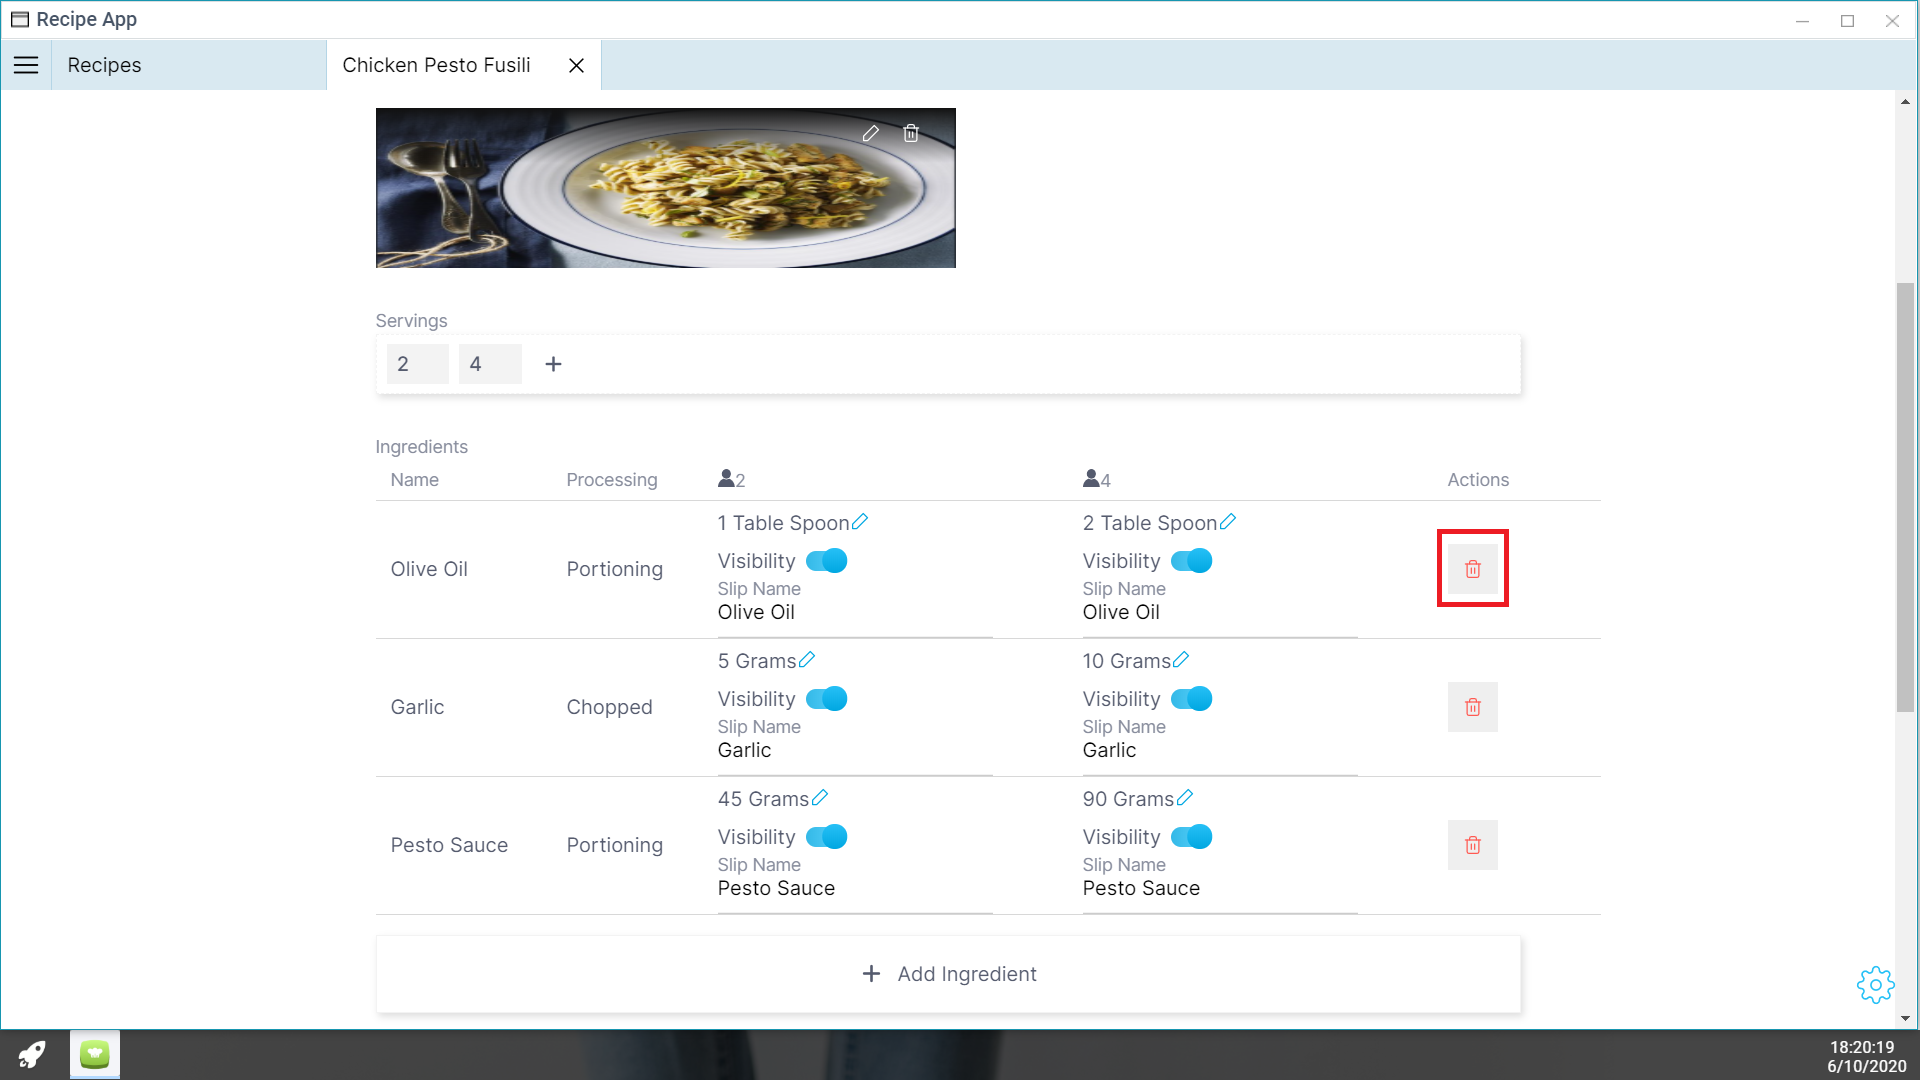 Recipe App
Recipes
Chicken Pesto Fusili
Servings
2 4 +
Ingredients
Name Processing 2 4 Actions
1 Table Spoon 2 Table Spoon
Visibility Visibility
Olive Oil Portioning
Slip Name Slip Name
Olive Oil Olive Oil
5 Grams 10 Grams
Visibility Visibility
Garlic Chopped
Slip Name Slip Name
Garlic Garlic
45 Grams 90 Grams
Visibility Visibility
Pesto Sauce Portioning
Slip Name Slip Name
Pesto Sauce Pesto Sauce
+ Add Ingredient
18:20:19
6/10/2020